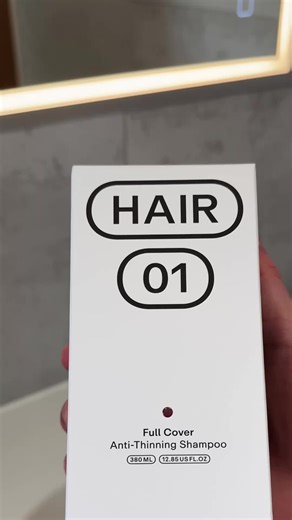 HAIR
01
Full Cover
Anti-Thinning Shampoo
380 ML 12.85 US FL.OZ